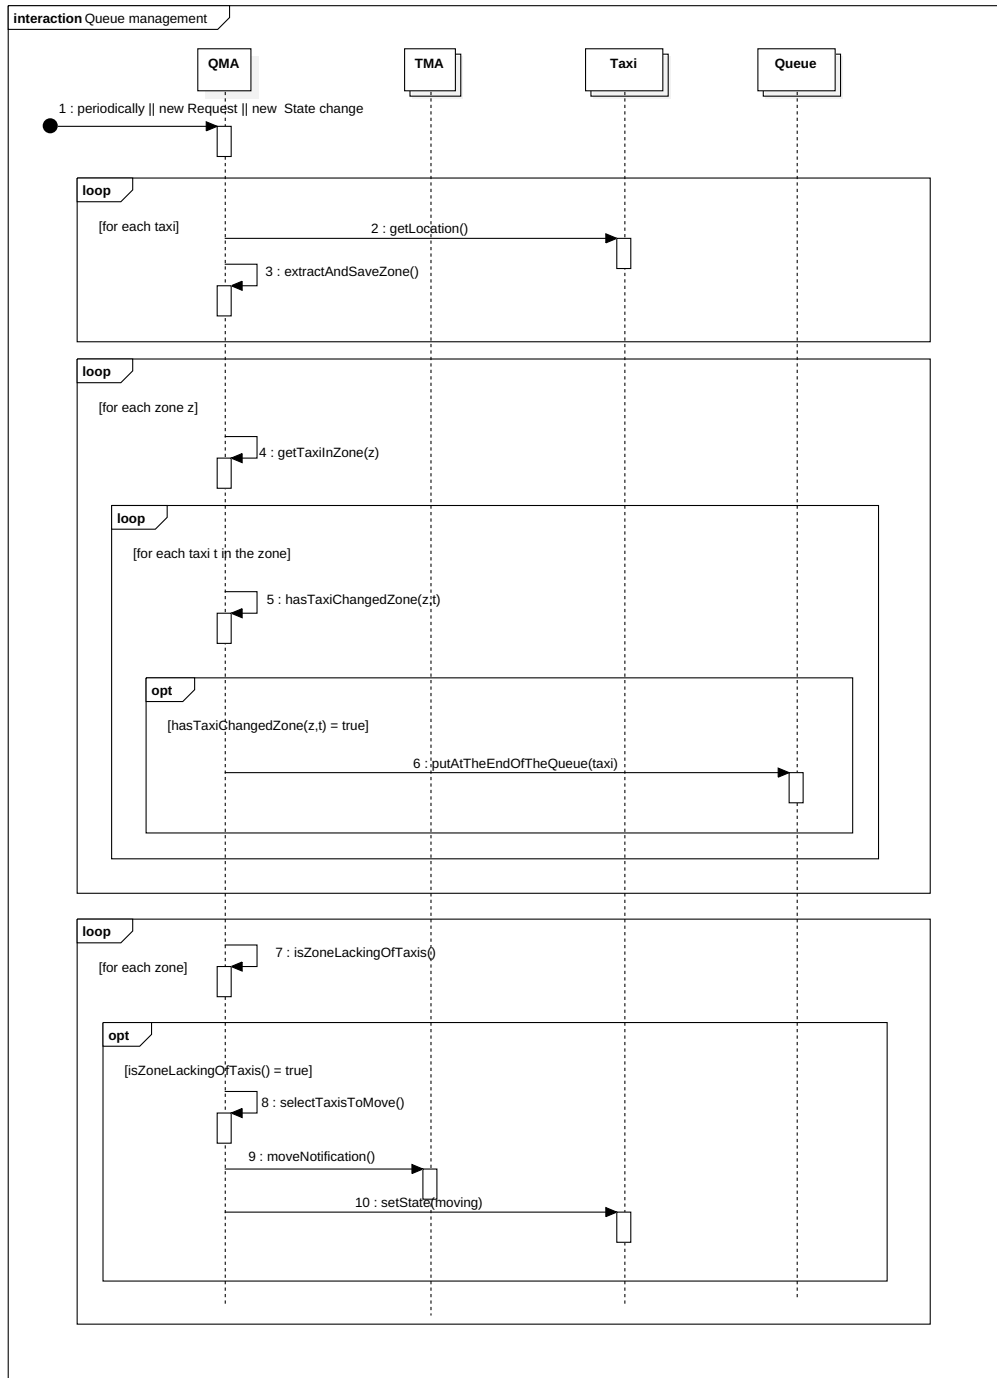 interaction Queue management
QMA
TMA
Taxi
Queue
1 : periodically || new Request || new  State change
loop
[for each taxi]
2 : getLocation()
3 : extractAndSaveZone()
loop
[for each zone z]
4 : getTaxiInZone(z)
loop
[for each taxi t in the zone]
5 : hasTaxiChangedZone(z,t)
opt
[hasTaxiChangedZone(z,t) = true]
6 : putAtTheEndOfTheQueue(taxi)
loop
7 : isZoneLackingOfTaxis()
[for each zone]
opt
[isZoneLackingOfTaxis() = true]
8 : selectTaxisToMove()
9 : moveNotification()
10 : setState(moving)